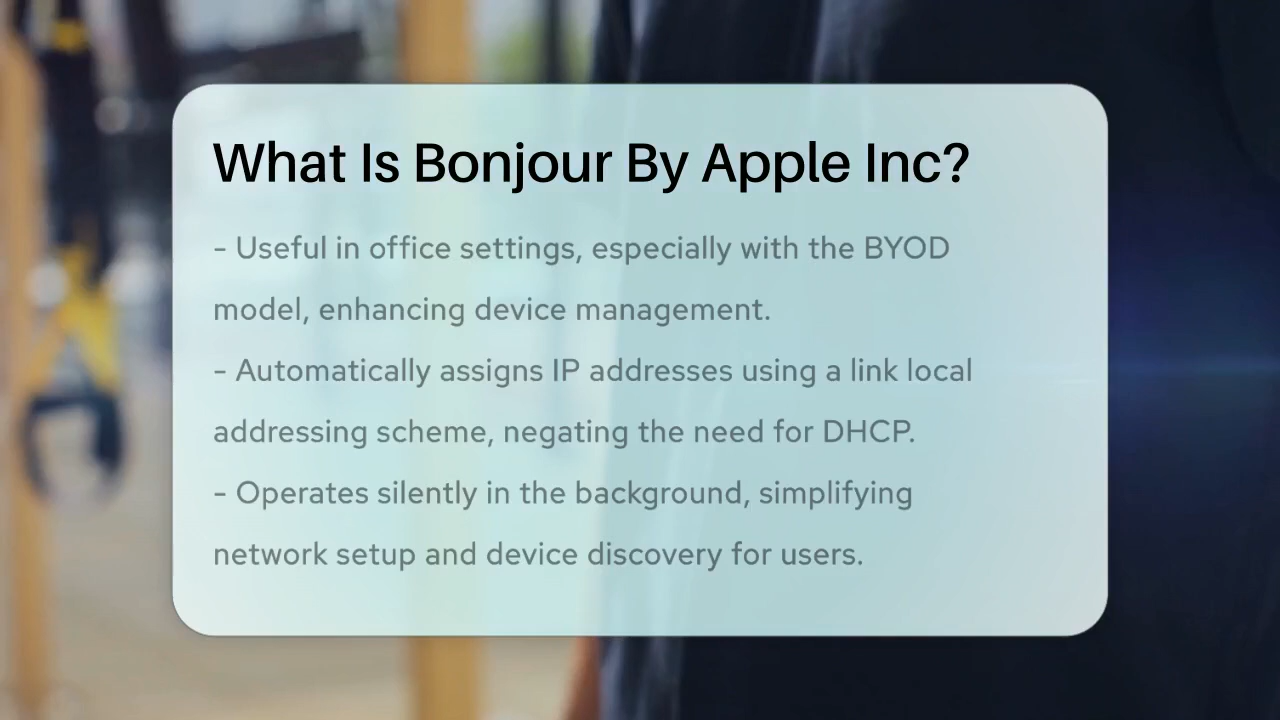 What Is Bonjour By Apple Inc?
- Useful in office settings, especially with the BYOD
model, enhancing device management.
- Automatically assigns IP addresses using a link local
addressing scheme, negating the need for DHCP.
- Operates silently in the background, simplifying
network setup and device discovery for users.